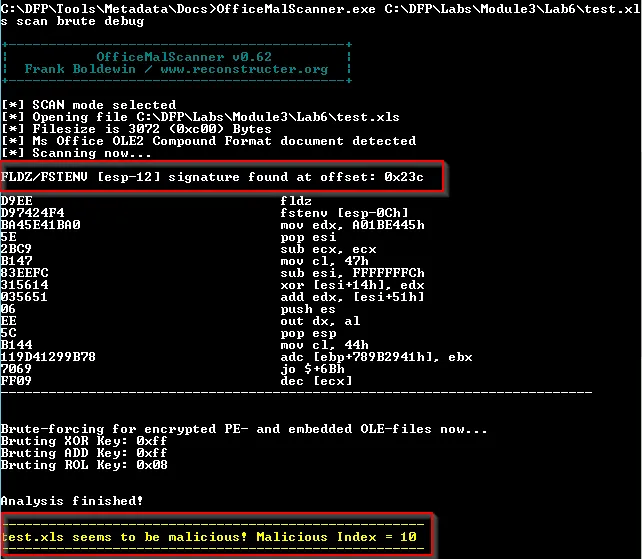 C:\DFP\Tools\Metadata\Docs>OfficeMalScanner.exe C:\DFP\Labs\Module3\Lab6\test.xl
s scan brute debug
+------------------------------------------+
|           OfficeMalScanner v0.62         |
|  Frank Boldewin / www.reconstructer.org  |
+------------------------------------------+
[*] SCAN mode selected
[*] Opening file C:\DFP\Labs\Module3\Lab6\test.xls
[*] Filesize is 3072 (0xc00) Bytes
[*] Ms Office OLE2 Compound Format document detected
[*] Scanning now...
FLDZ/FSTENV [esp-12] signature found at offset: 0x23c
D9EE fldz
D97424F4 fstenv [esp-0Ch]
BA45E41BA0 mov edx, A01BE445h
5E pop esi
2BC9 sub ecx, ecx
B147 mov cl, 47h
83EEFC sub esi, FFFFFFFCh
315614 xor [esi+14h], edx
035651 add edx, [esi+51h]
06 push es
EE out dx, al
5C pop esp
B144 mov cl, 44h
119D41299B78 adc [ebp+789B2941h], ebx
7069 jo $+6Bh
FF09 dec [ecx]
--------------------------------------------------------------------------
Brute-forcing for encrypted PE- and embedded OLE-files now...
Bruting XOR Key: 0xff
Bruting ADD Key: 0xff
Bruting ROL Key: 0x08
Analysis finished!
-----------------------------------------------------
test.xls seems to be malicious! Malicious Index = 10
-----------------------------------------------------